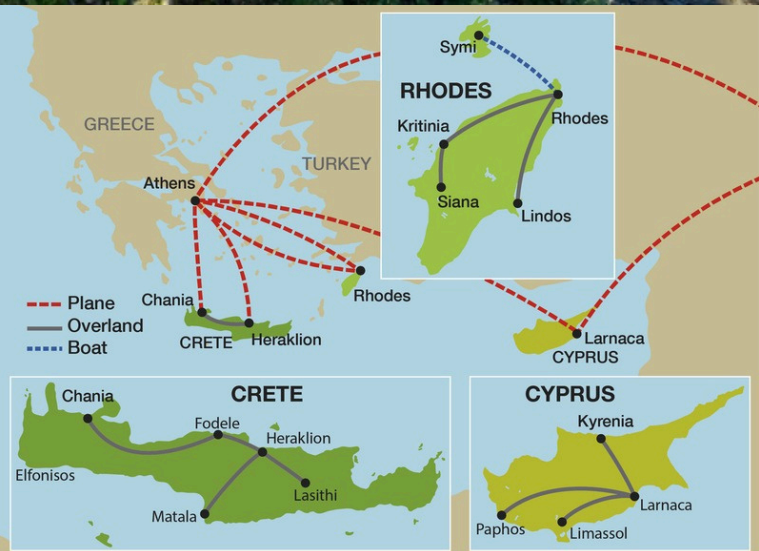 Symi
RHODES
Rhodes
Kritinia
Siana
Lindos
GREECE
TURKEY
Athens
Rhodes
Chania
CRETE
Heraklion
Larnaca
CYPRUS
Plane
Overland
Boat
CRETE
Chania
Fodele
Heraklion
Elfonisos
Lasithi
Matala
CYPRUS
Kyrenia
Larnaca
Paphos
Limassol